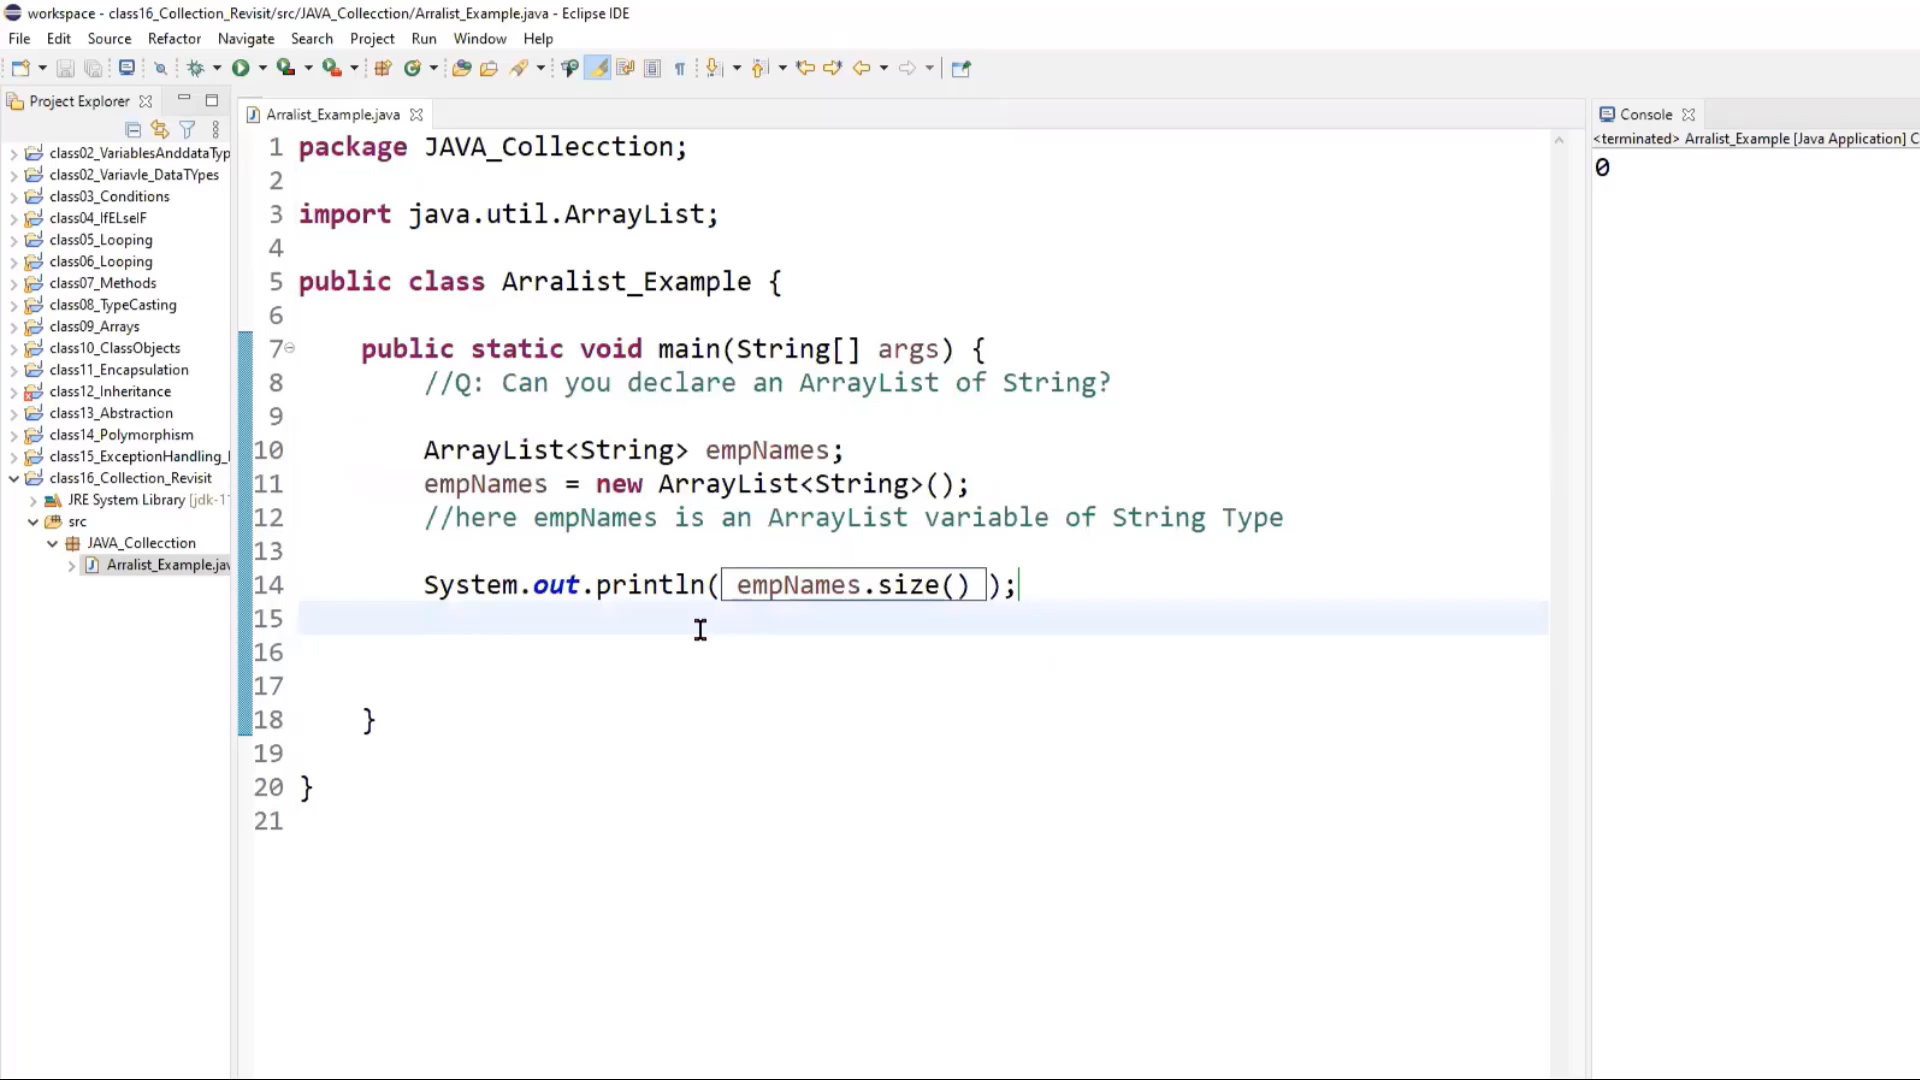 workspace - class16_Collection_Revisit/src/JAVA_Collecction/Arralist_Example.java - Eclipse IDE
File Edit Source Refactor Navigate Search Project Run Window Help
Project Explorer
class02_VariablesAnddataTyp
class02_Variavle_DataTYpes
class03_Conditions
class04_IfELseIF
class05_Looping
class06_Looping
class07_Methods
class08_TypeCasting
class09_Arrays
class10_ClassObjects
class11_Encapsulation
class12_Inheritance
class13_Abstraction
class14_Polymorphism
class15_ExceptionHandling_
class16_Collection_Revisit
JRE System Library [jdk-1
src
JAVA_Collecction
Arralist_Example.jav
Arralist_Example.java
1 package JAVA_Collecction;
2
3 import java.util.ArrayList;
4
5 public class Arralist_Example {
6
7 public static void main(String[] args) {
8 //Q: Can you declare an ArrayList of String?
9
10 ArrayList<String> empNames;
11 empNames = new ArrayList<String>();
12 //here empNames is an ArrayList variable of String Type
13
14 System.out.println( empNames.size() );
15
16
17
18 }
19
20 }
21
Console
<terminated> Arralist_Example [Java Application] C
0